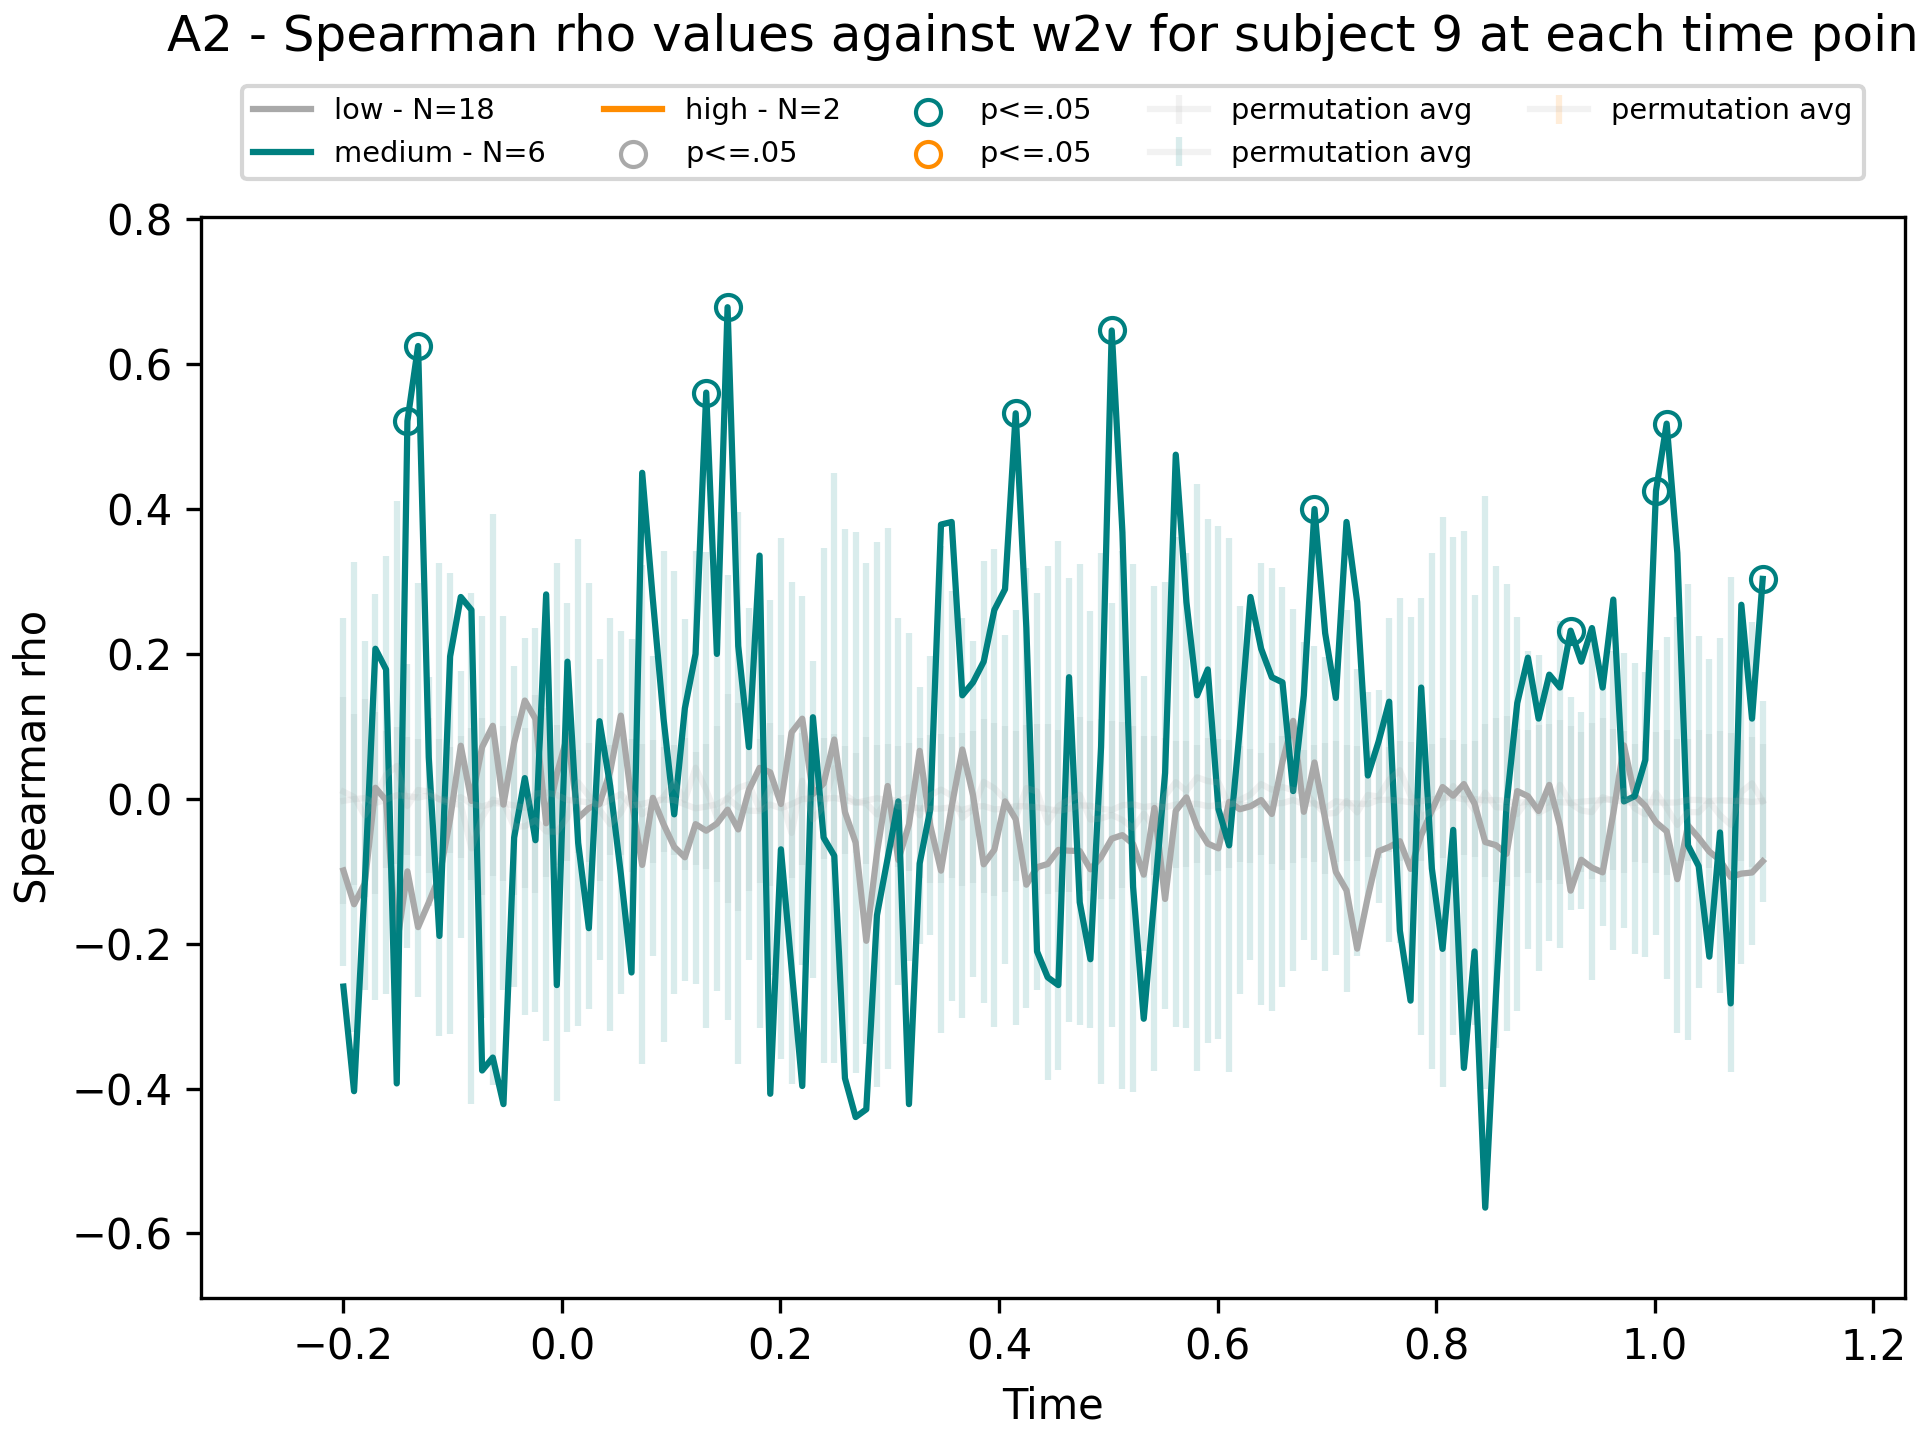 A2 - Spearman rho values against w2v for subject 9 at each time poin
low - N=18 high - N=2 p<=.05 permutation avg permutation avg
medium - N=6 p<=.05 p<=.05 permutation avg
0.8
0.6
0.4
0.2
0.0
−0.2
−0.4
−0.6
Spearman rho
−0.2 0.0 0.2 0.4 0.6 0.8 1.0 1.2
Time